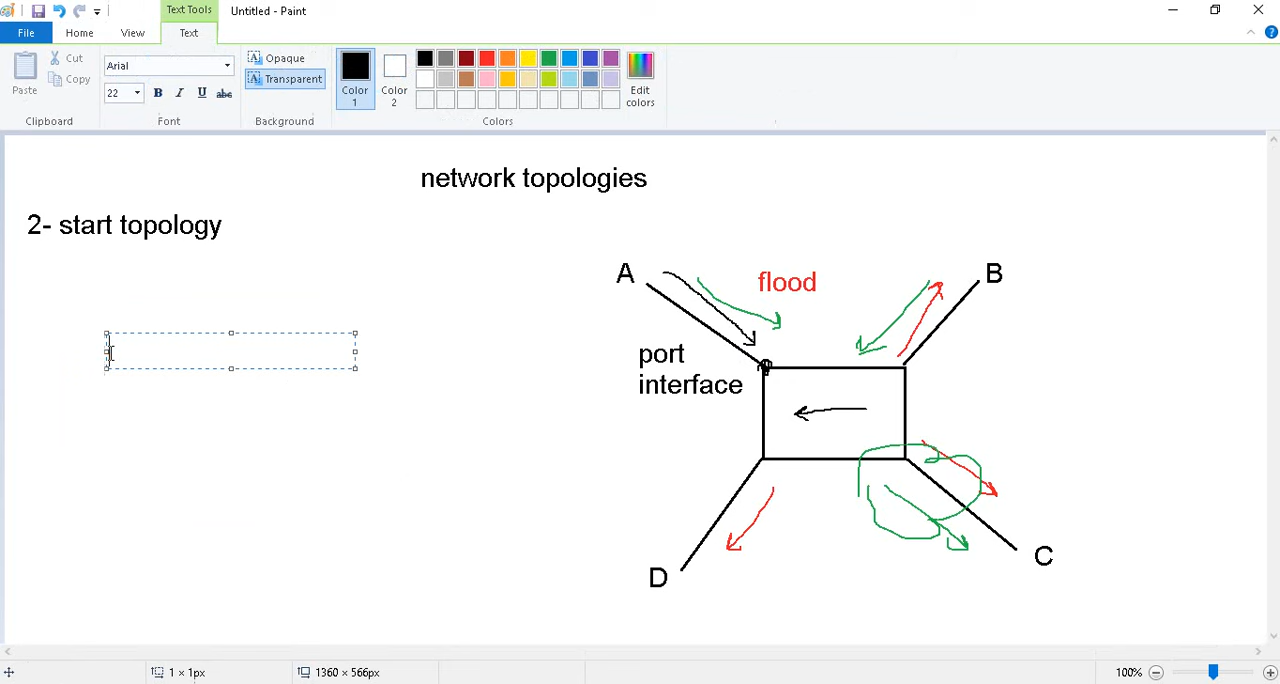 Text Tools
Untitled - Paint
File
Home
View
Text
Paste
Cut
Copy
Clipboard
Arial
22
B I U abc
Font
Opaque
Transparent
Background
Color 1
Color 2
Edit colors
Colors
network topologies
2- start topology
A
flood
B
port
interface
D
C
1 × 1px
1360 × 566px
100%